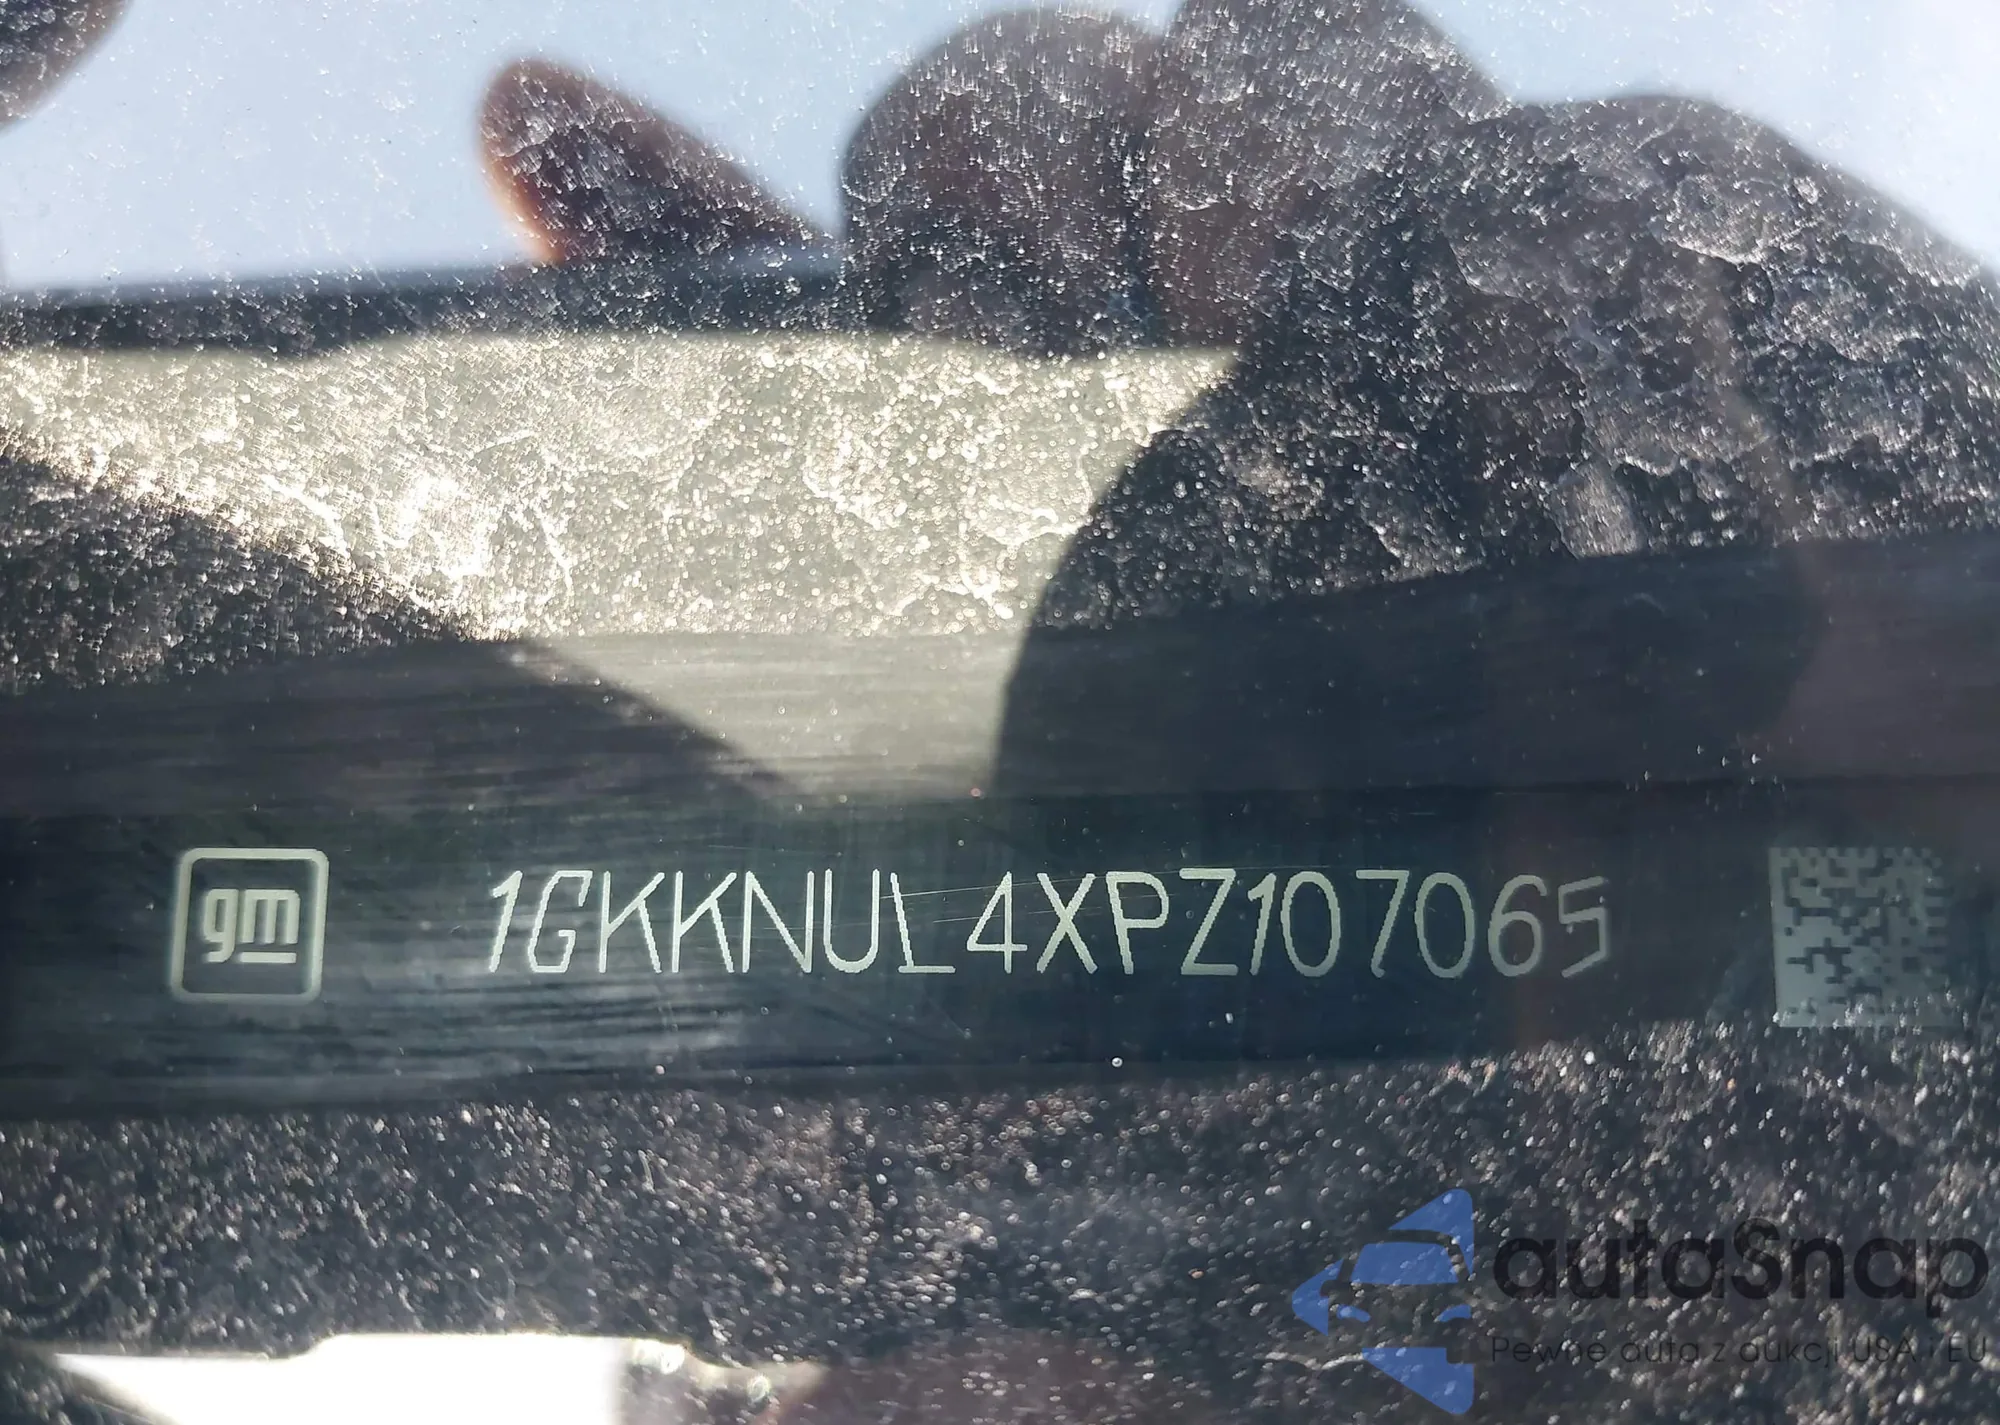 gm 1GKKNUL4XPZ107065
autaSnap
Pewne auta z aukcji USA i EU